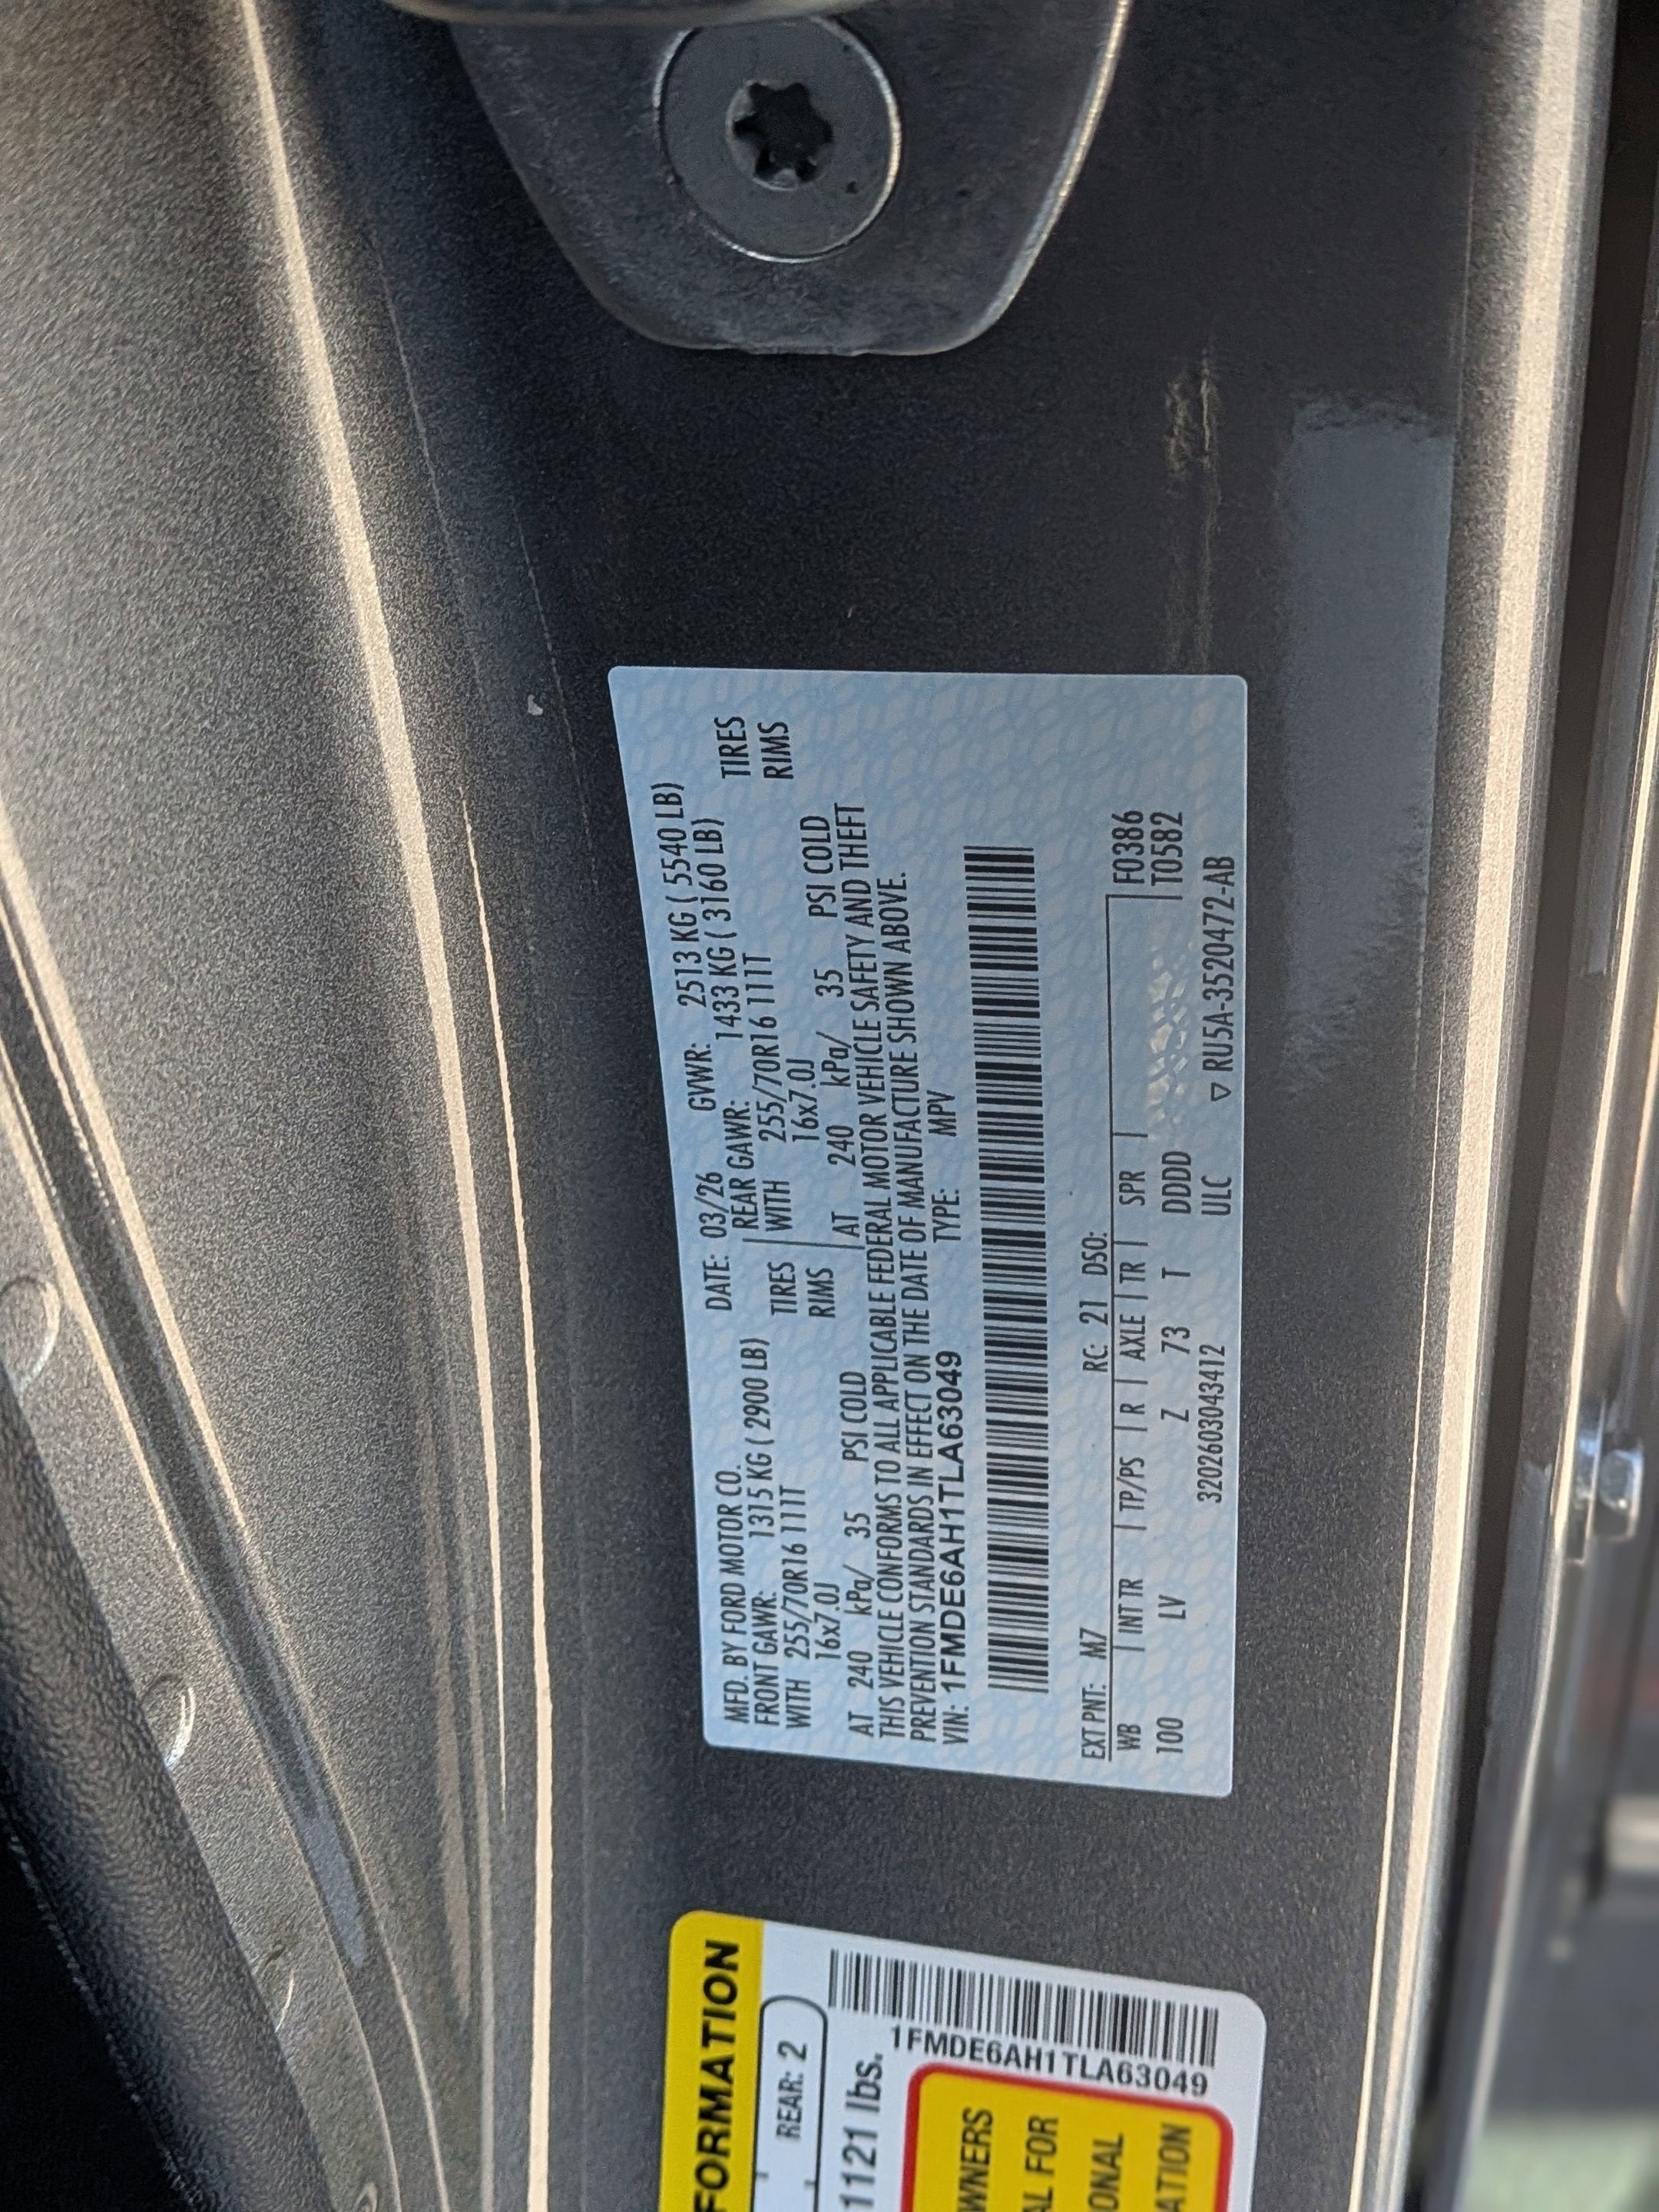 MFD. BY FORD MOTOR CO. DATE: 03/26 GVWR: 2513 KG ( 5540 LB)
FRONT GAWR: 1315 KG ( 2900 LB) REAR GAWR: 1433 KG ( 3160 LB)
WITH 255/70R16 111T TIRES WITH 255/70R16 111T TIRES
16x7.0J RIMS 16x7.0J RIMS
AT 240 kPa/ 35 PSI COLD AT 240 kPa/ 35 PSI COLD
THIS VEHICLE CONFORMS TO ALL APPLICABLE FEDERAL MOTOR VEHICLE SAFETY AND THEFT
PREVENTION STANDARDS IN EFFECT ON THE DATE OF MANUFACTURE SHOWN ABOVE.
VIN: 1FMDE6AH1TLA63049 TYPE: MPV
EXT PNT: M7 RC: 21 DSO:
WB | INT TR | TP/PS | R | AXLE | TR | SPR | F0386
100 LV Z 73 T DDDD T0582
3202603043412 ULC ▽ RU5A-3520472-AB
FORMATION
REAR: 2
1121 lbs.
1FMDE6AH1TLA63049
WNERS
AL FOR
ONAL
ATION